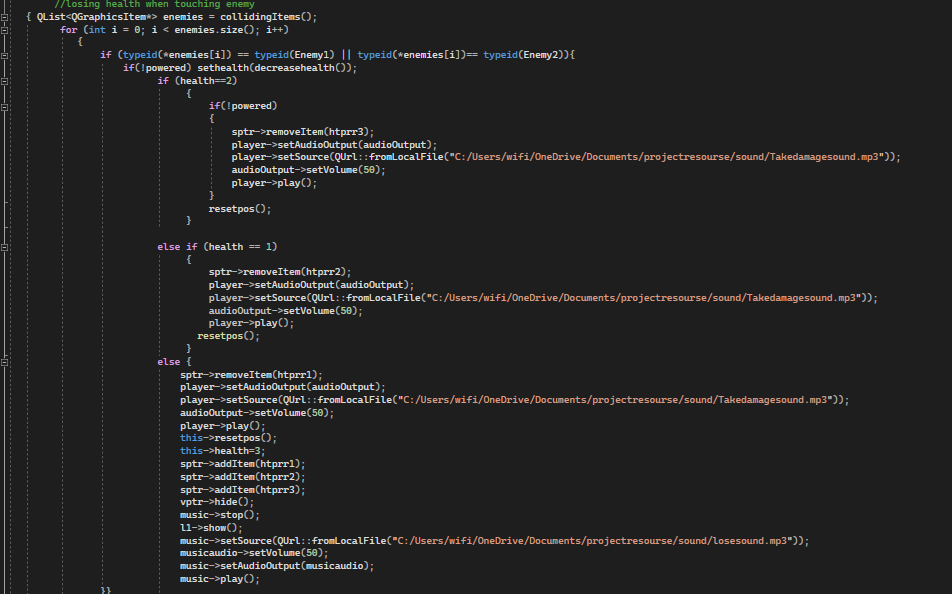 //losing health when touching enemy
{ QList<QGraphicsItem*> enemies = collidingItems();
for (int i = 0; i < enemies.size(); i++)
{
if (typeid(*enemies[i]) == typeid(Enemy1) || typeid(*enemies[i])== typeid(Enemy2)){
if(!powered) sethealth(decreasehealth());
if (health==2)
{
if(!powered)
{
sptr->removeItem(htprr3);
player->setAudioOutput(audioOutput);
player->setSource(QUrl::fromLocalFile("C:/Users/wifi/OneDrive/Documents/projectresourse/sound/Takedamagesound.mp3"));
audioOutput->setVolume(50);
player->play();
}
resetpos();
}
else if (health == 1)
{
sptr->removeItem(htprr2);
player->setAudioOutput(audioOutput);
player->setSource(QUrl::fromLocalFile("C:/Users/wifi/OneDrive/Documents/projectresourse/sound/Takedamagesound.mp3"));
audioOutput->setVolume(50);
player->play();
resetpos();
}
else {
sptr->removeItem(htprr1);
player->setAudioOutput(audioOutput);
player->setSource(QUrl::fromLocalFile("C:/Users/wifi/OneDrive/Documents/projectresourse/sound/Takedamagesound.mp3"));
audioOutput->setVolume(50);
player->play();
this->resetpos();
this->health=3;
sptr->addItem(htprr1);
sptr->addItem(htprr2);
sptr->addItem(htprr3);
vptr->hide();
music->stop();
l1->show();
music->setSource(QUrl::fromLocalFile("C:/Users/wifi/OneDrive/Documents/projectresourse/sound/losesound.mp3"));
musicaudio->setVolume(50);
music->setAudioOutput(musicaudio);
music->play();
}}